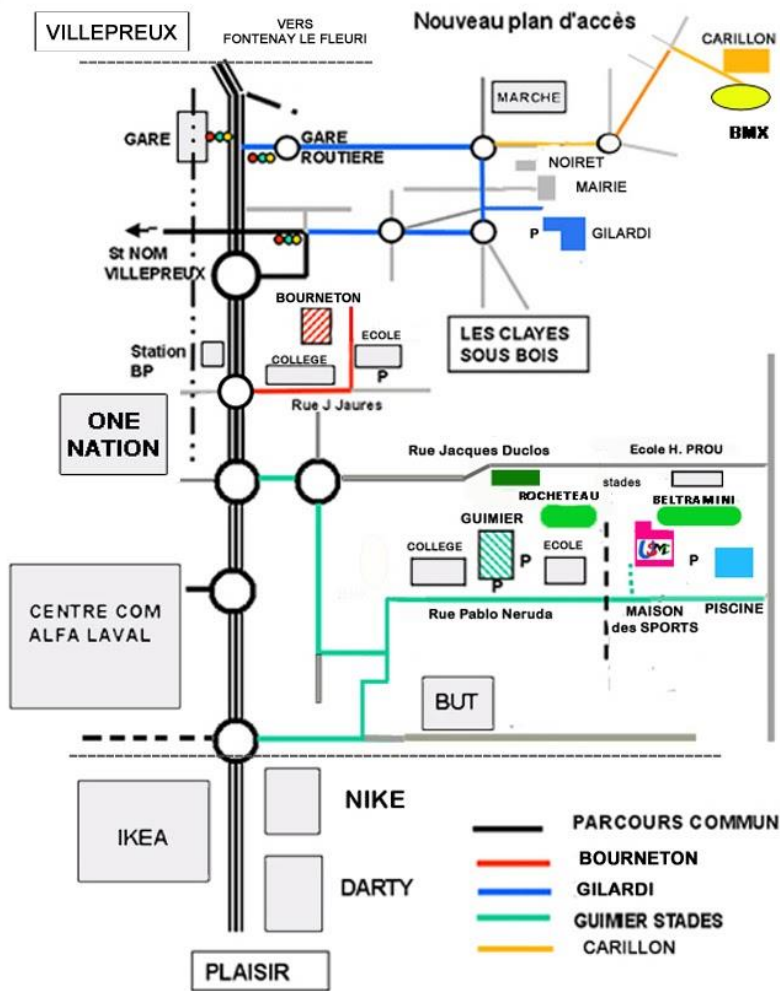 VILLEPREUX
VERS
FONTENAY LE FLEURI
Nouveau plan d'accès
CARILLON
MARCHE
BMX
GARE
GARE
ROUTIERE
NOIRET
MAIRIE
P
GILARDI
St NOM
VILLEPREUX
BOURNETON
ECOLE
LES CLAYES
SOUS BOIS
Station
BP
COLLEGE
P
Rue J Jaures
ONE
NATION
Rue Jacques Duclos
Ecole H. PROU
stades
ROCHETEAU
BELTRAMINI
GUIMIER
COLLEGE
P
ECOLE
USMC
P
P
CENTRE COM
ALFA LAVAL
Rue Pablo Neruda
MAISON
des SPORTS
PISCINE
BUT
IKEA
NIKE
DARTY
PARCOURS COMMUN
BOURNETON
GILARDI
GUIMIER STADES
CARILLON
PLAISIR